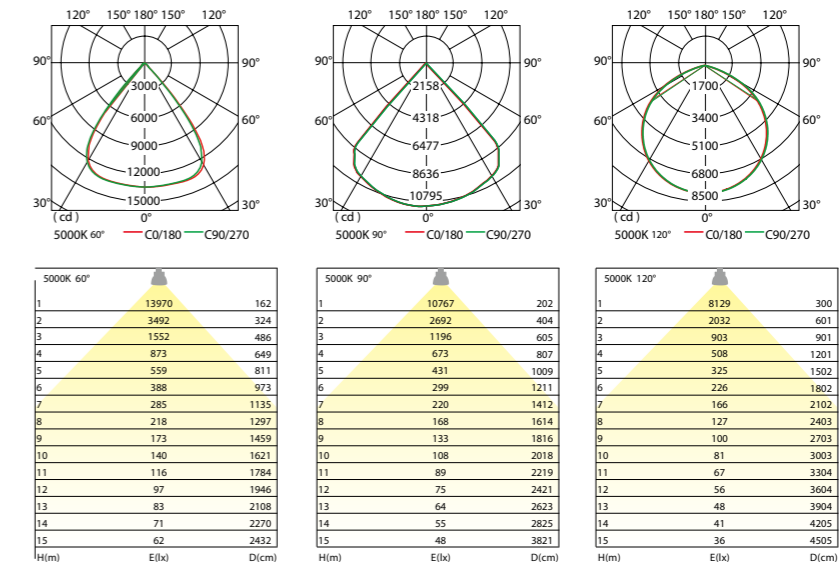 120° 150° 180° 150° 120°
90° 90°
3000
6000
60° 60°
9000
12000
15000
30° 30°
(cd) 0°
5000K 60° C0/180 C90/270
120° 150° 180° 150° 120°
90° 90°
2158
4318
60° 60°
6477
8636
10795
30° 30°
(cd) 0°
5000K 90° C0/180 C90/270
120° 150° 180° 150° 120°
90° 90°
1700
3400
60° 60°
5100
6800
8500
30° 30°
(cd) 0°
5000K 120° C0/180 C90/270
5000K 60°
1 13970 162
2 3492 324
3 1552 486
4 873 649
5 559 811
6 388 973
7 285 1135
8 218 1297
9 173 1459
10 140 1621
11 116 1784
12 97 1946
13 83 2108
14 71 2270
15 62 2432
H(m) E(lx) D(cm)
5000K 90°
1 10767 202
2 2692 404
3 1196 605
4 673 807
5 431 1009
6 299 1211
7 220 1412
8 168 1614
9 133 1816
10 108 2018
11 89 2219
12 75 2421
13 64 2623
14 55 2825
15 48 3821
H(m) E(lx) D(cm)
5000K 120°
1 8129 300
2 2032 601
3 903 901
4 508 1201
5 325 1502
6 226 1802
7 166 2102
8 127 2403
9 100 2703
10 81 3003
11 67 3304
12 56 3604
13 48 3904
14 41 4205
15 36 4505
H(m) E(lx) D(cm)